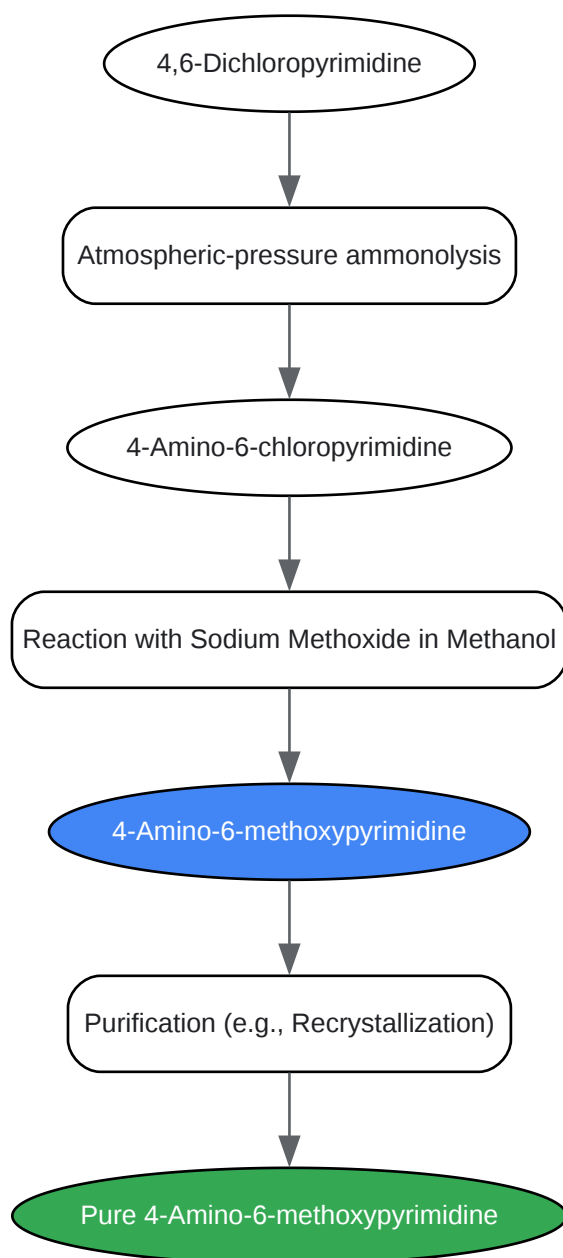 4,6-Dichloropyrimidine
Atmospheric-pressure ammonolysis
4-Amino-6-chloropyrimidine
Reaction with Sodium Methoxide in Methanol
4-Amino-6-methoxypyrimidine
Purification (e.g., Recrystallization)
Pure 4-Amino-6-methoxypyrimidine